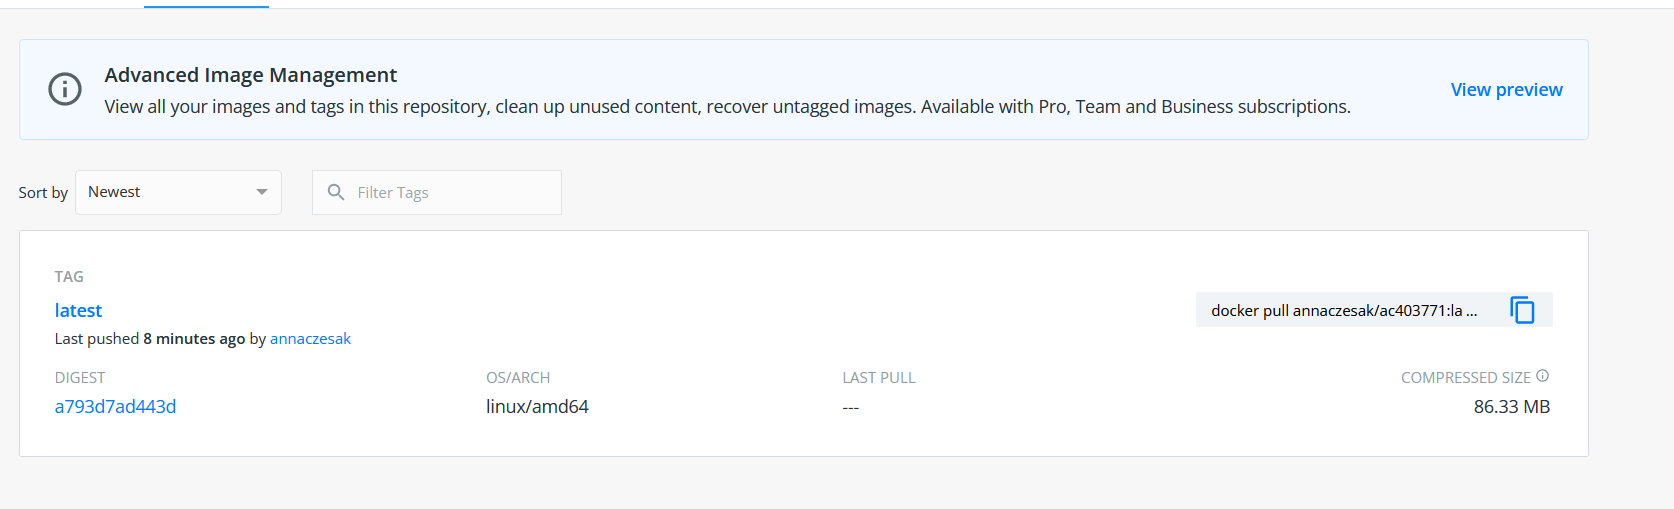 Advanced Image Management
View all your images and tags in this repository, clean up unused content, recover untagged images. Available with Pro, Team and Business subscriptions.
View preview
Sort by Newest Filter Tags
TAG
latest
docker pull annaczesak/ac403771:la ...
Last pushed 8 minutes ago by annaczesak
DIGEST OS/ARCH LAST PULL COMPRESSED SIZE
a793d7ad443d linux/amd64 --- 86.33 MB